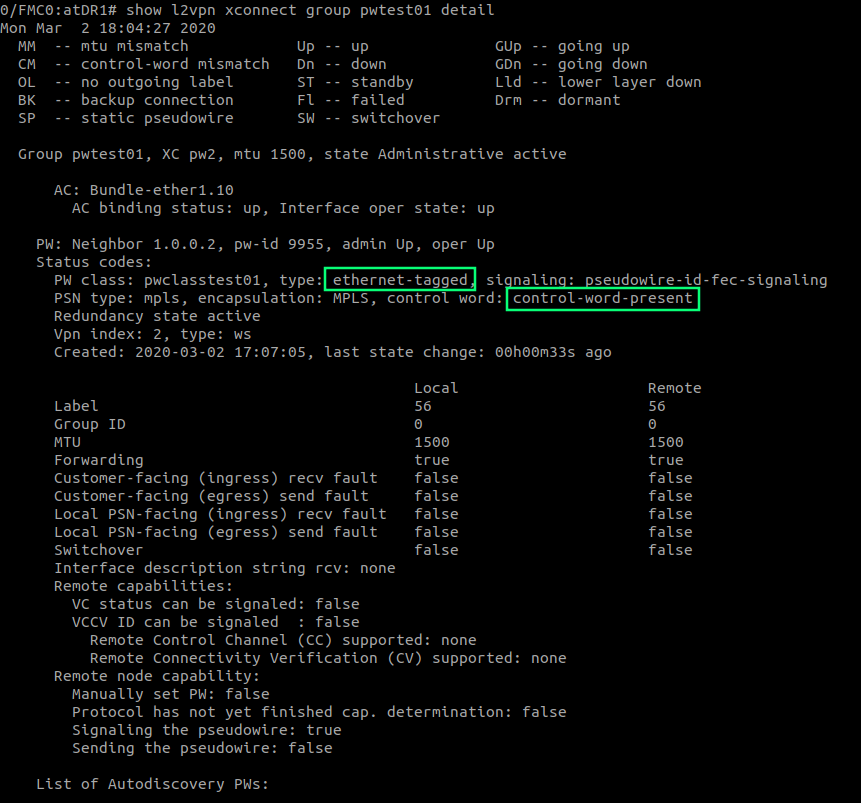 0/FMC0:atDR1# show l2vpn xconnect group pwtest01 detail
Mon Mar  2 18:04:27 2020
  MM  -- mtu mismatch            Up -- up              GUp -- going up
  CM  -- control-word mismatch   Dn -- down            GDn -- going down
  OL  -- no outgoing label       ST -- standby         Lld -- lower layer down
  BK  -- backup connection       Fl -- failed          Drm -- dormant
  SP  -- static pseudowire       SW -- switchover
  Group pwtest01, XC pw2, mtu 1500, state Administrative active
      AC: Bundle-ether1.10
        AC binding status: up, Interface oper state: up
    PW: Neighbor 1.0.0.2, pw-id 9955, admin Up, oper Up
    Status codes:
      PW class: pwclasstest01, type: ethernet-tagged, signaling: pseudowire-id-fec-signaling
      PSN type: mpls, encapsulation: MPLS, control word: control-word-present
      Redundancy state active
      Vpn index: 2, type: ws
      Created: 2020-03-02 17:07:05, last state change: 00h00m33s ago
                                              Local                     Remote
      Label                                   56                        56
      Group ID                                0                         0
      MTU                                     1500                      1500
      Forwarding                              true                      true
      Customer-facing (ingress) recv fault    false                     false
      Customer-facing (egress) send fault     false                     false
      Local PSN-facing (ingress) recv fault   false                     false
      Local PSN-facing (egress) send fault    false                     false
      Switchover                              false                     false
      Interface description string rcv: none
      Remote capabilities:
        VC status can be signaled: false
        VCCV ID can be signaled  : false
          Remote Control Channel (CC) supported: none
          Remote Connectivity Verification (CV) supported: none
      Remote node capability:
        Manually set PW: false
        Protocol has not yet finished cap. determination: false
        Signaling the pseudowire: true
        Sending the pseudowire: false
    List of Autodiscovery PWs: